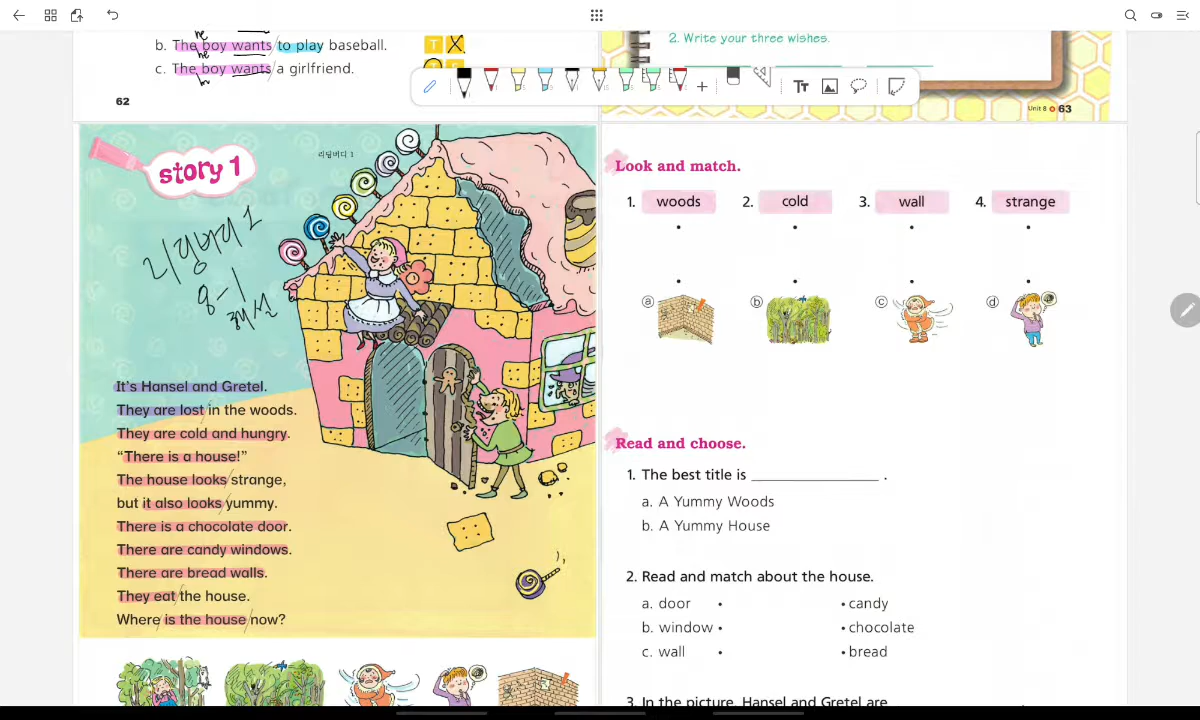 b. The boy wants to play baseball.
T X
he
he
c. The boy wants a girlfriend.
62
2. Write your three wishes.
Unit 8 63
story 1
리딩버디 1
리딩버디 1
8-1
해설
It's Hansel and Gretel.
They are lost in the woods.
They are cold and hungry.
“There is a house!”
The house looks strange,
but it also looks yummy.
There is a chocolate door.
There are candy windows.
There are bread walls.
They eat the house.
Where is the house now?
Look and match.
1. woods 2. cold 3. wall 4. strange
ⓐ ⓑ ⓒ ⓓ
Read and choose.
1. The best title is ________________ .
a. A Yummy Woods
b. A Yummy House
2. Read and match about the house.
a. door • • candy
b. window • • chocolate
c. wall • • bread
3. In the picture, Hansel and Gretel are